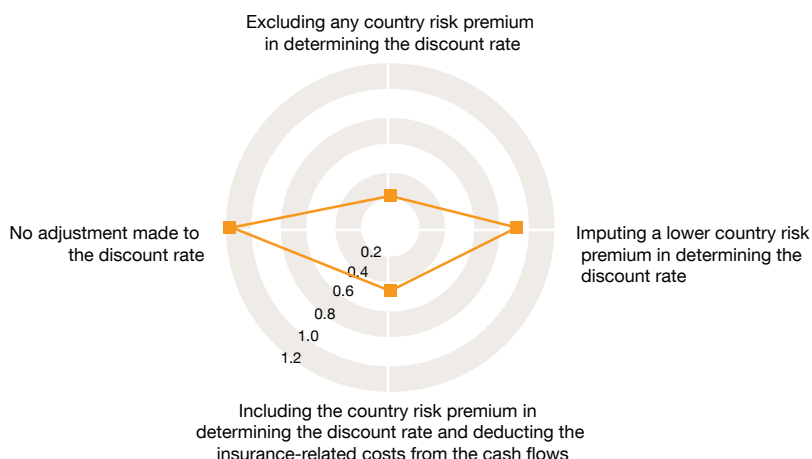 Excluding any country risk premium
in determining the discount rate
No adjustment made to
the discount rate
Imputing a lower country risk
premium in determining the
discount rate
0.2
0.4
0.6
0.8
1.0
1.2
Including the country risk premium in
determining the discount rate and deducting the
insurance-related costs from the cash flows